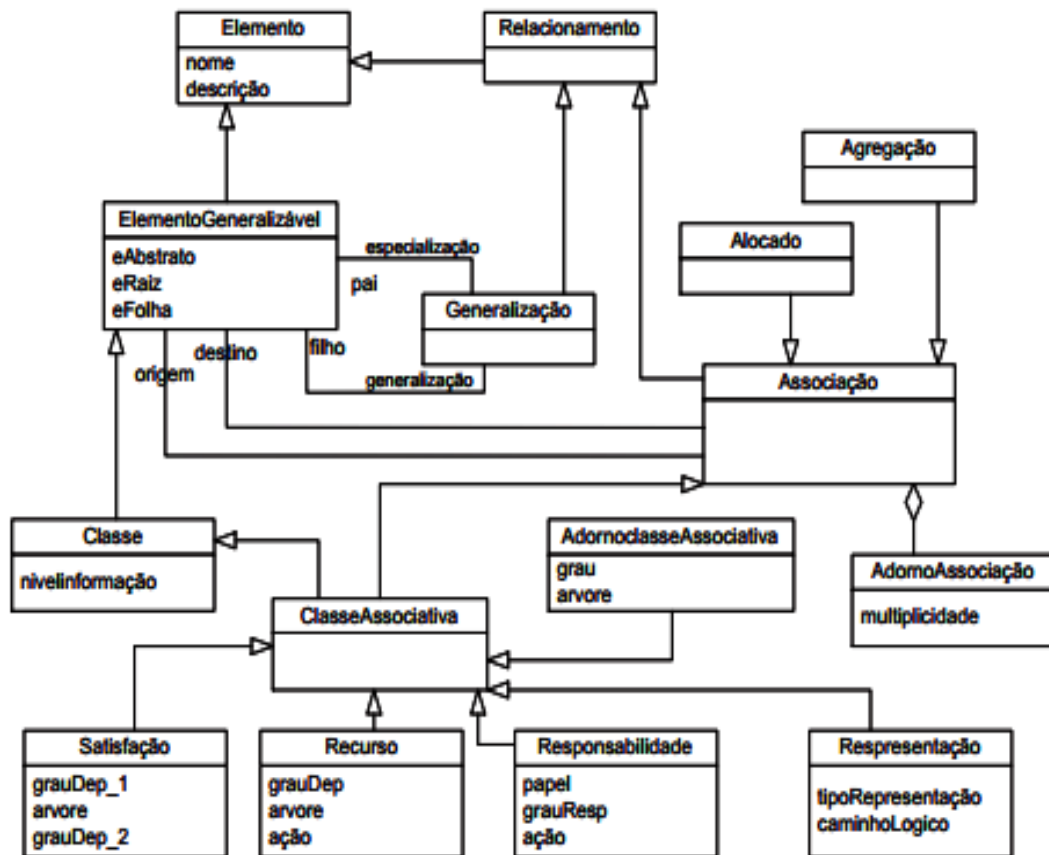 Elemento
nome
descrição
Relacionamento
Agregação
Alocado
ElementoGeneralizável
eAbstrato
eRaiz
eFolha
especialização
pai
Generalização
destino
filho
origem
generalização
Associação
Classe
nivelinformação
AdornoclasseAssociativa
grau
arvore
AdornoAssociação
multiplicidade
ClasseAssociativa
Satisfação
grauDep_1
arvore
grauDep_2
Recurso
grauDep
arvore
ação
Responsabilidade
papel
grauResp
ação
Respresentação
tipoRepresentação
caminhoLogico